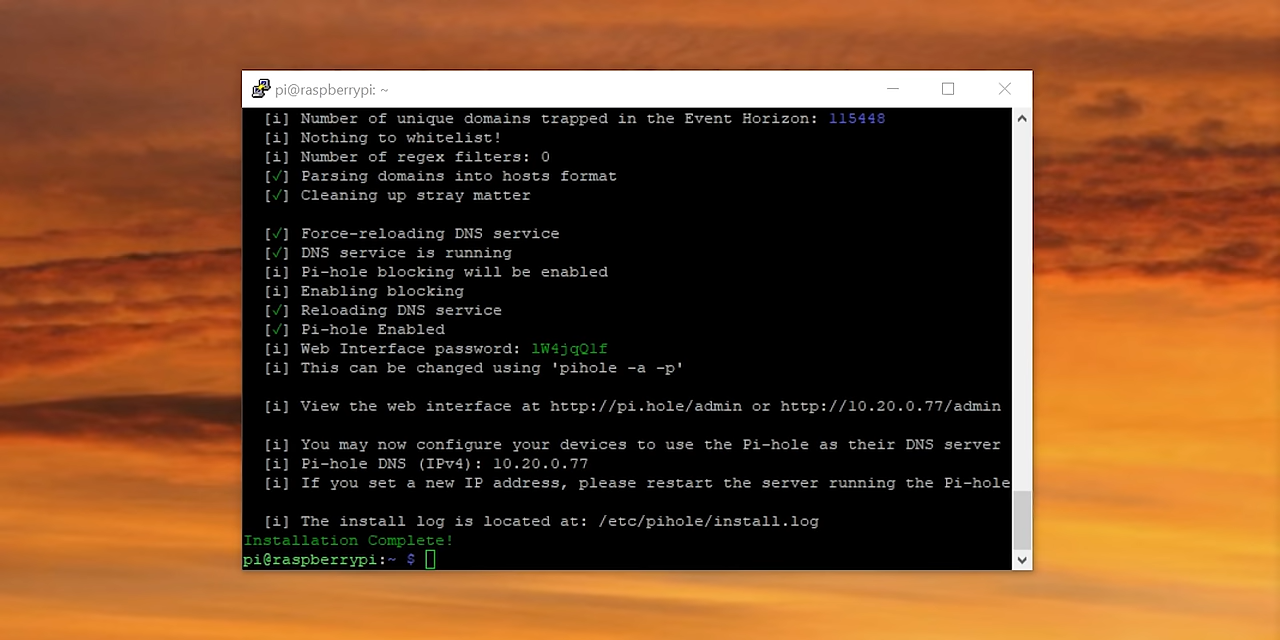 pi@raspberrypi: ~
[i] Number of unique domains trapped in the Event Horizon: 115448
[i] Nothing to whitelist!
[i] Number of regex filters: 0
[✓] Parsing domains into hosts format
[✓] Cleaning up stray matter
[✓] Force-reloading DNS service
[✓] DNS service is running
[i] Pi-hole blocking will be enabled
[i] Enabling blocking
[✓] Reloading DNS service
[✓] Pi-hole Enabled
[i] Web Interface password: lW4jqQlf
[i] This can be changed using 'pihole -a -p'
[i] View the web interface at http://pi.hole/admin or http://10.20.0.77/admin
[i] You may now configure your devices to use the Pi-hole as their DNS server
[i] Pi-hole DNS (IPv4): 10.20.0.77
[i] If you set a new IP address, please restart the server running the Pi-hole
[i] The install log is located at: /etc/pihole/install.log
Installation Complete!
pi@raspberrypi:~ $